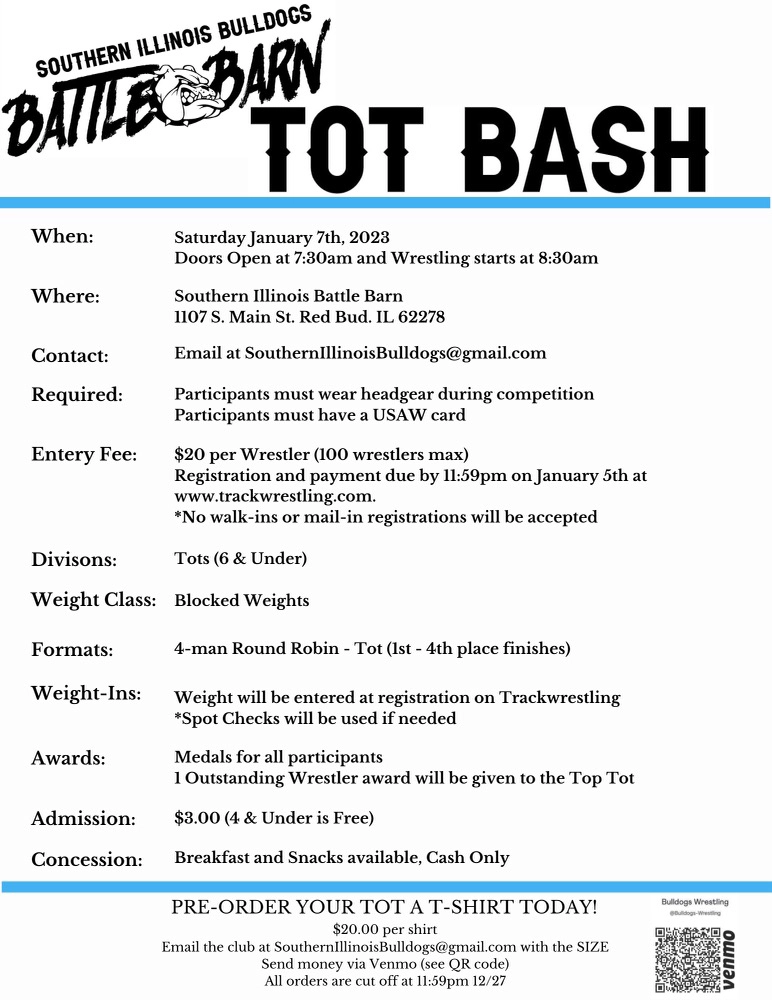 SOUTHERN ILLINOIS BULLDOGS
BATTLE BARN
TOT BASH
When:
Saturday January 7th, 2023
Doors Open at 7:30am and Wrestling starts at 8:30am
Where:
Southern Illinois Battle Barn
1107 S. Main St. Red Bud. IL 62278
Contact:
Email at SouthernIllinoisBulldogs@gmail.com
Required:
Participants must wear headgear during competition
Participants must have a USAW card
Entery Fee:
$20 per Wrestler (100 wrestlers max)
Registration and payment due by 11:59pm on January 5th at
www.trackwrestling.com.
*No walk-ins or mail-in registrations will be accepted
Divisons:
Tots (6 & Under)
Weight Class:
Blocked Weights
Formats:
4-man Round Robin - Tot (1st - 4th place finishes)
Weight-Ins:
Weight will be entered at registration on Trackwrestling
*Spot Checks will be used if needed
Awards:
Medals for all participants
1 Outstanding Wrestler award will be given to the Top Tot
Admission:
$3.00 (4 & Under is Free)
Concession:
Breakfast and Snacks available, Cash Only
PRE-ORDER YOUR TOT A T-SHIRT TODAY!
$20.00 per shirt
Email the club at SouthernIllinoisBulldogs@gmail.com with the SIZE
Send money via Venmo (see QR code)
All orders are cut off at 11:59pm 12/27
Bulldogs Wrestling
@Bulldogs-Wrestling
venmo